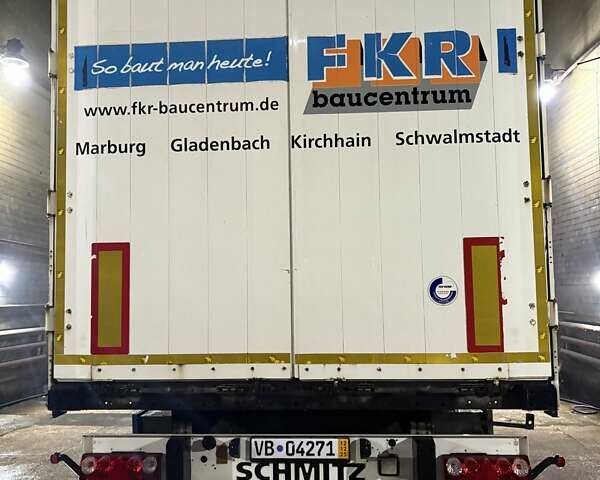 So baut man heute!
FKR
baucentrum
www.fkr-baucentrum.de
Marburg Gladenbach Kirchhain Schwalmstadt
VB 04271
SCHMITZ